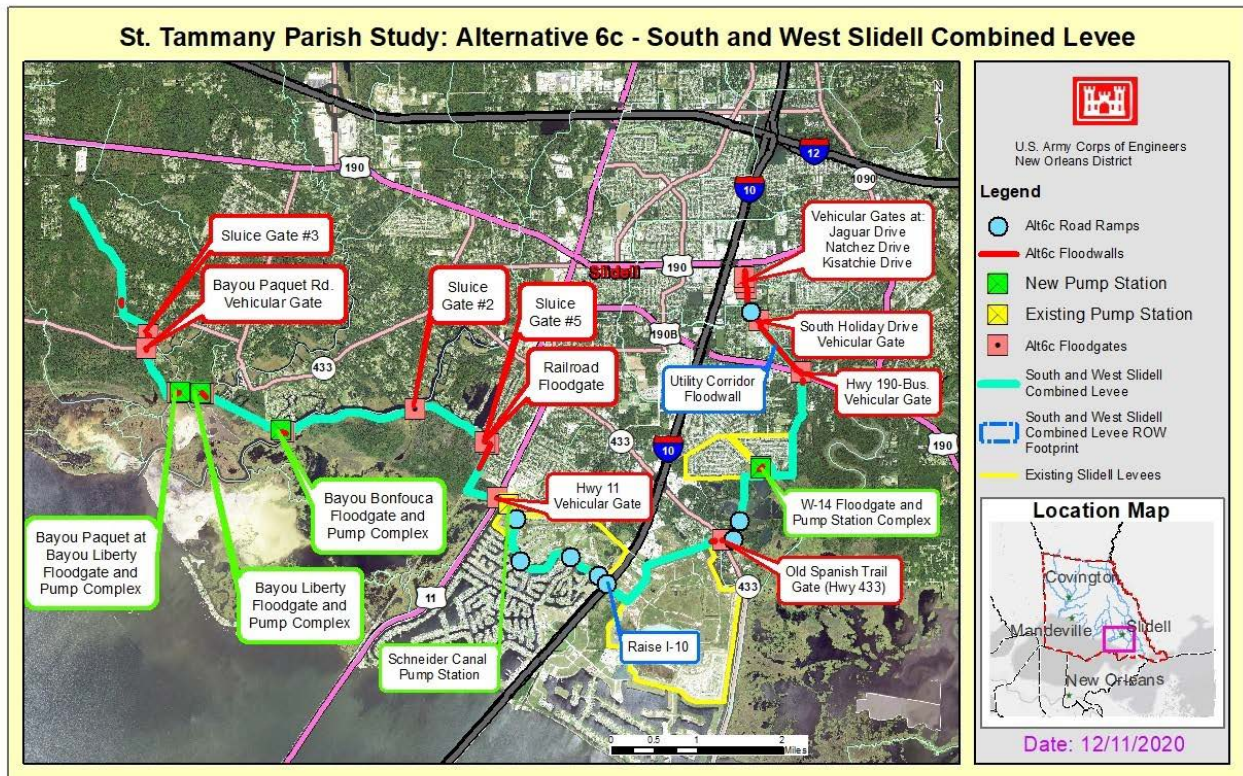 St. Tammany Parish Study: Alternative 6c - South and West Slidell Combined Levee
N
12
190
10
1090
Sluice Gate #3
Bayou Paquet Rd.
Vehicular Gate
Sluice
Gate #2
Sluice
Gate #5
Railroad
Floodgate
Slidell
190
Vehicular Gates at:
Jaguar Drive
Natchez Drive
Kisatchie Drive
190B
South Holiday Drive
Vehicular Gate
433
Utility Corridor
Floodwall
Hwy 190-Bus.
Vehicular Gate
433
10
190
Hwy 11
Vehicular Gate
Bayou Bonfouca
Floodgate and
Pump Complex
W-14 Floodgate and
Pump Station Complex
Bayou Paquet at
Bayou Liberty
Floodgate and
Pump Complex
Bayou Liberty
Floodgate and
Pump Complex
Old Spanish Trail
Gate (Hwy 433)
433
11
Schneider Canal
Pump Station
Raise I-10
0 0.5 1 2
Miles
U.S. Army Corps of Engineers
New Orleans District
Legend
Alt6c Road Ramps
Alt6c Floodwalls
New Pump Station
Existing Pump Station
Alt6c Floodgates
South and West Slidell
Combined Levee
South and West Slidell
Combined Levee ROW
Footprint
Existing Slidell Levees
Location Map
Covington
Mandeville
Slidell
New Orleans
Date: 12/11/2020